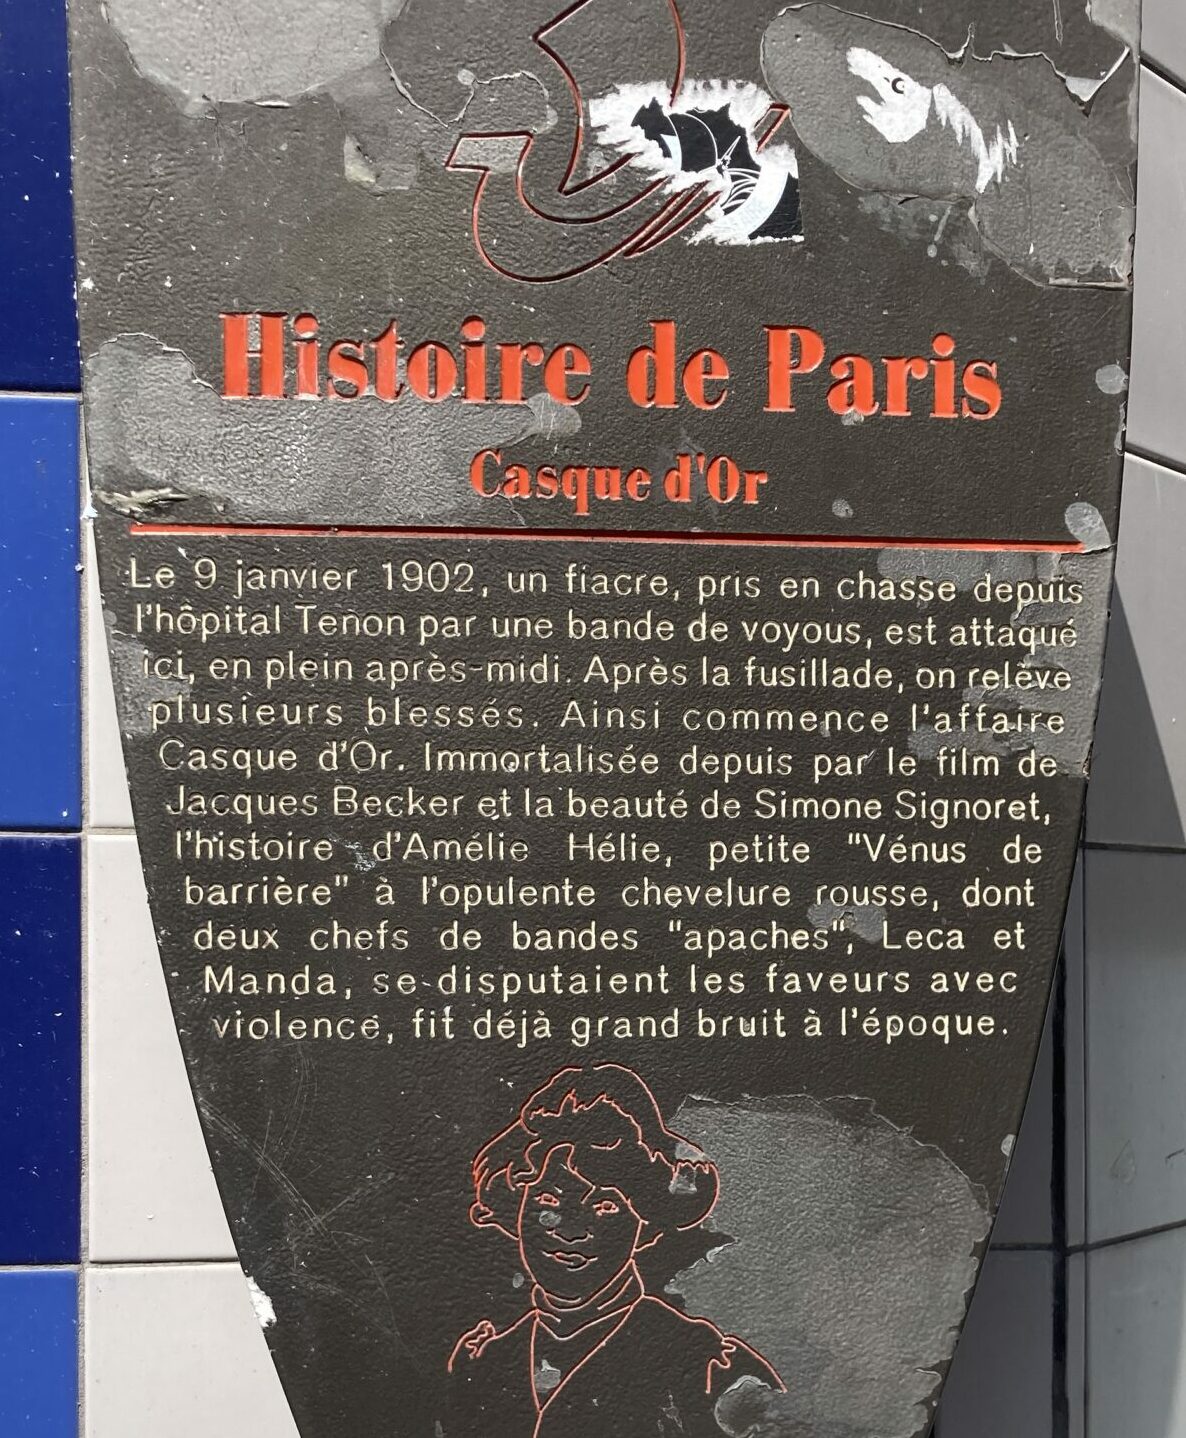 Histoire de Paris
Casque d'Or
Le 9 janvier 1902, un fiacre, pris en chasse depuis
l'hôpital Tenon par une bande de voyous, est attaqué
ici, en plein après-midi. Après la fusillade, on relève
plusieurs blessés. Ainsi commence l'affaire
Casque d'Or. Immortalisée depuis par le film de
Jacques Becker et la beauté de Simone Signoret,
l'histoire d'Amélie Hélie, petite "Vénus de
barrière" à l'opulente chevelure rousse, dont
deux chefs de bandes "apaches", Leca et
Manda, se disputaient les faveurs avec
violence, fit déjà grand bruit à l'époque.